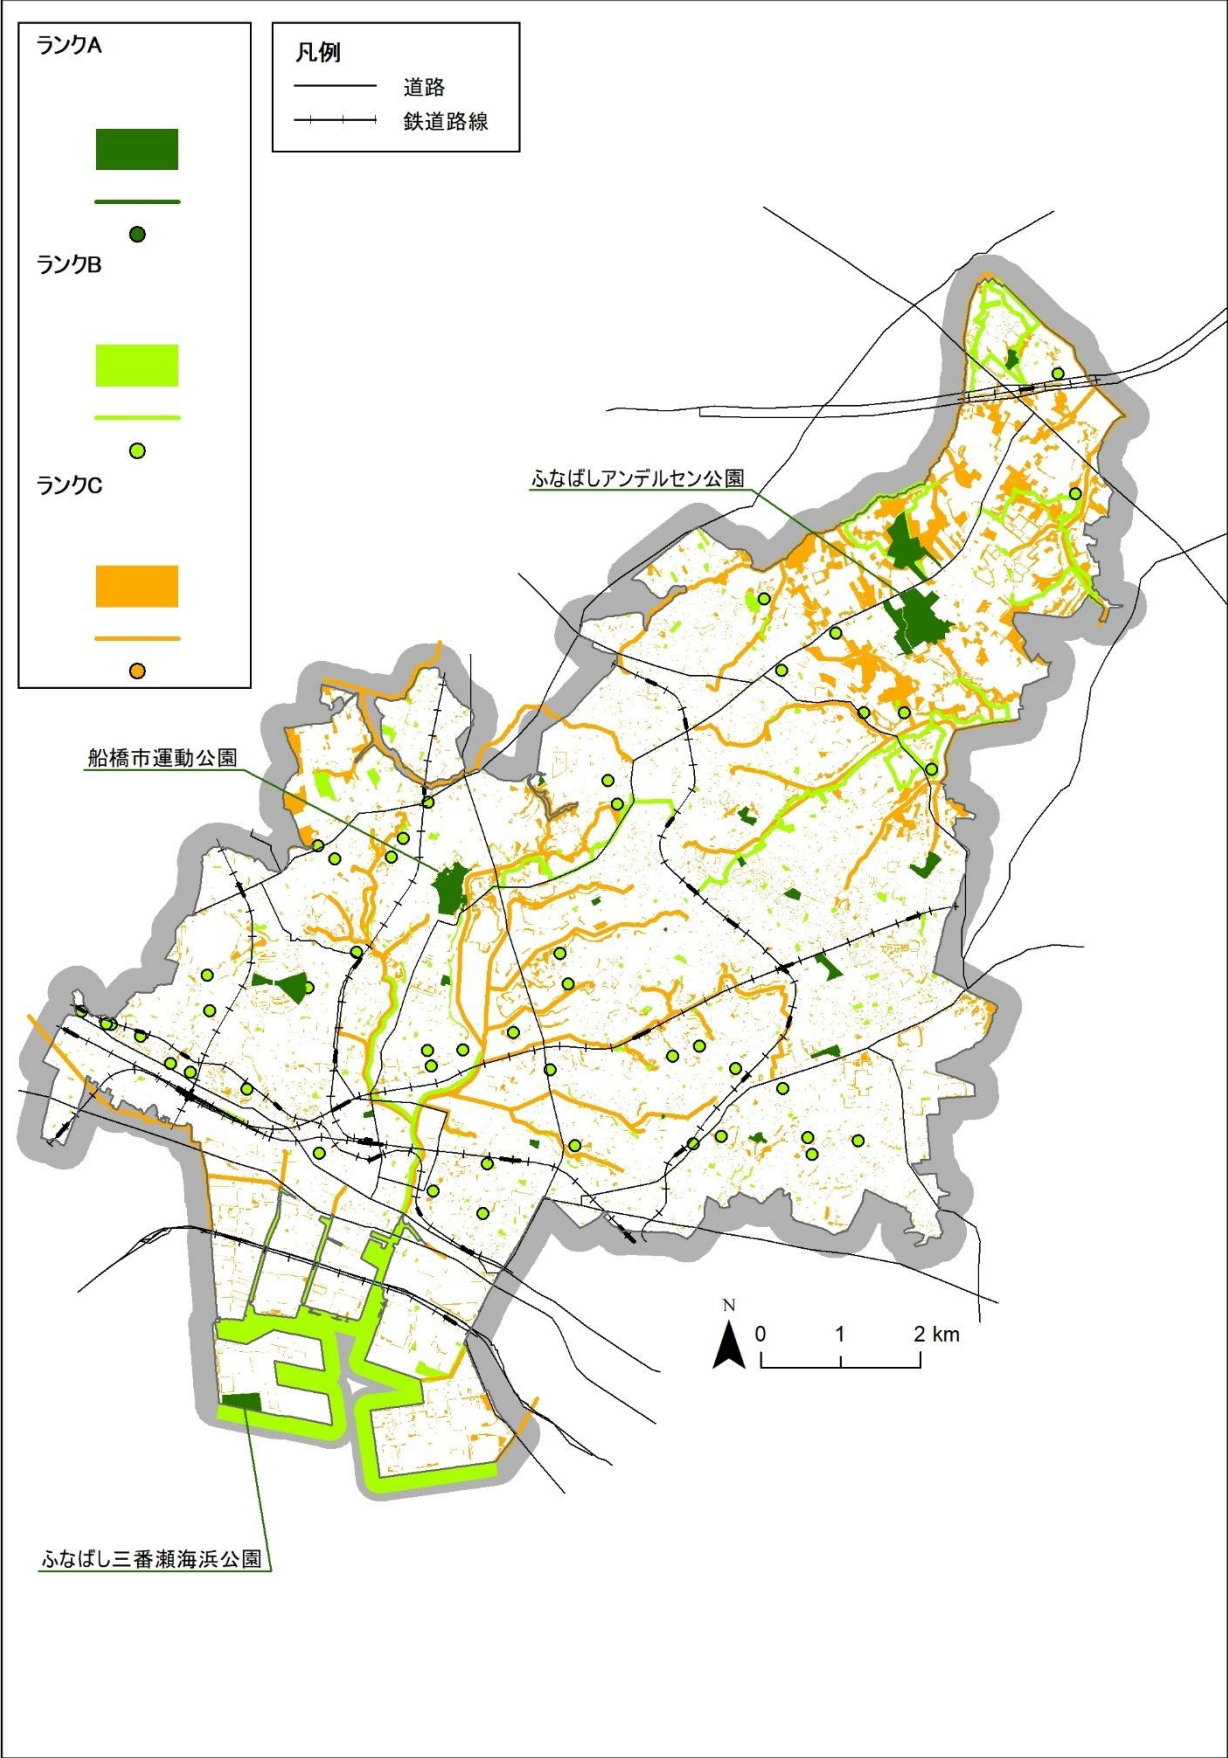 ランクA
ランクB
ランクC
凡例
道路
鉄道路線
ふなばしアンデルセン公園
船橋市運動公園
N
0 1 2 km
ふなばし三番瀬海浜公園